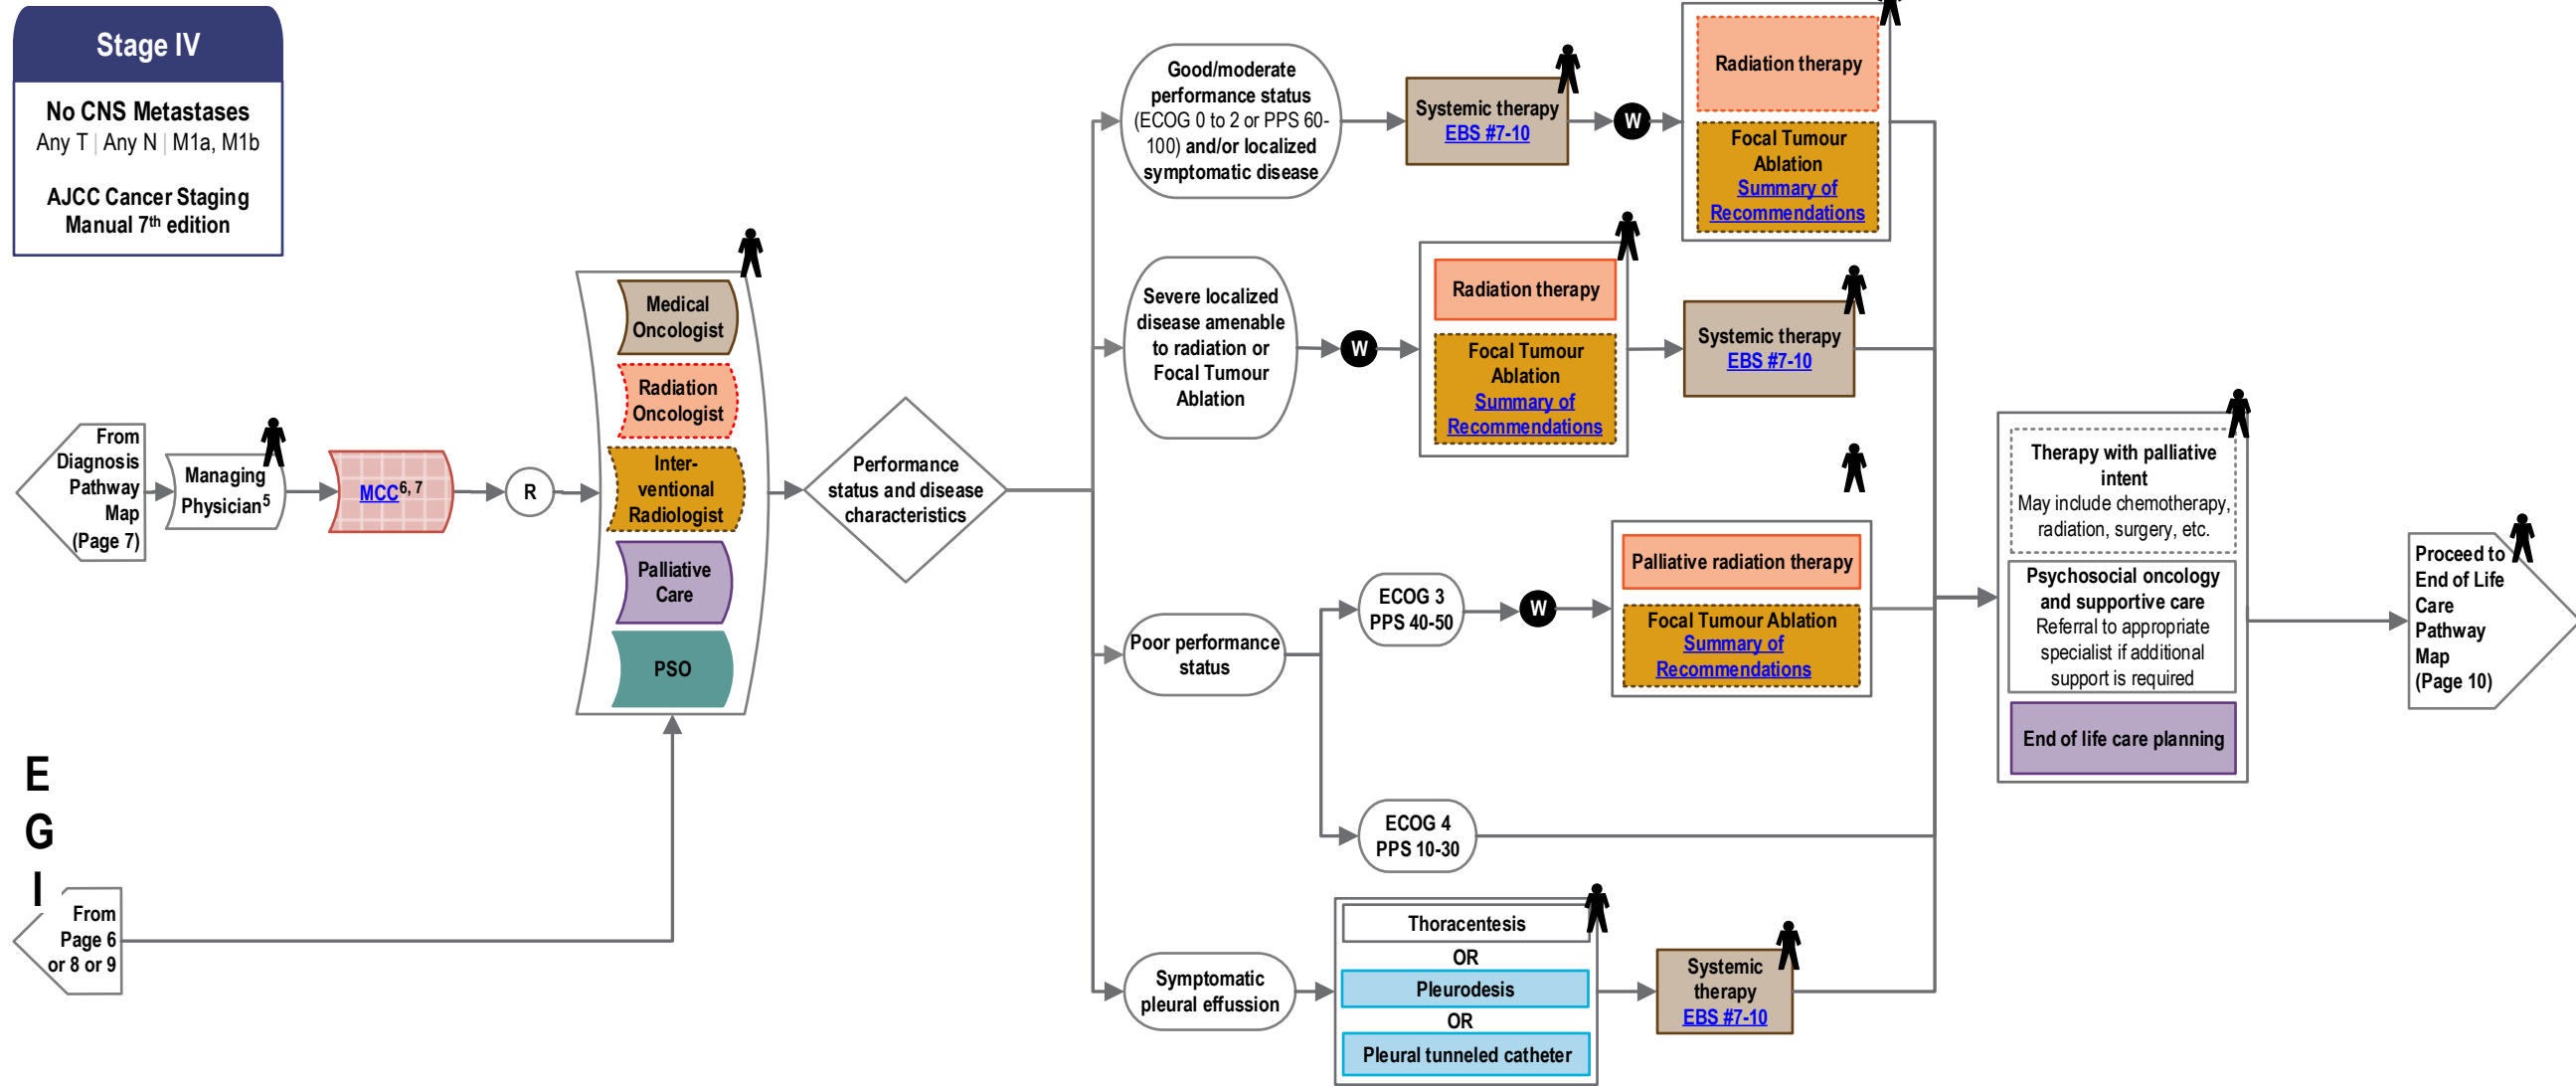 Stage IV
No CNS Metastases
Any T | Any N | M1a, M1b
AJCC Cancer Staging
Manual 7th edition
From
Diagnosis
Pathway
Map
(Page 7)
Managing
Physician5
MCC6, 7
R
Medical
Oncologist
Radiation
Oncologist
Inter-
ventional
Radiologist
Palliative
Care
PSO
E
G
I
From
Page 6
or 8 or 9
Performance
status and disease
characteristics
Good/moderate
performance status
(ECOG 0 to 2 or PPS 60-
100) and/or localized
symptomatic disease
Systemic therapy
EBS #7-10
W
Radiation therapy
Focal Tumour
Ablation
Summary of
Recommendations
Severe localized
disease amenable
to radiation or
Focal Tumour
Ablation
W
Radiation therapy
Focal Tumour
Ablation
Summary of
Recommendations
Systemic therapy
EBS #7-10
Poor performance
status
ECOG 3
PPS 40-50
W
Palliative radiation therapy
Focal Tumour Ablation
Summary of
Recommendations
ECOG 4
PPS 10-30
Symptomatic
pleural effussion
Thoracentesis
OR
Pleurodesis
OR
Pleural tunneled catheter
Systemic
therapy
EBS #7-10
Therapy with palliative
intent
May include chemotherapy,
radiation, surgery, etc.
Psychosocial oncology
and supportive care
Referral to appropriate
specialist if additional
support is required
End of life care planning
Proceed to
End of Life
Care
Pathway
Map
(Page 10)